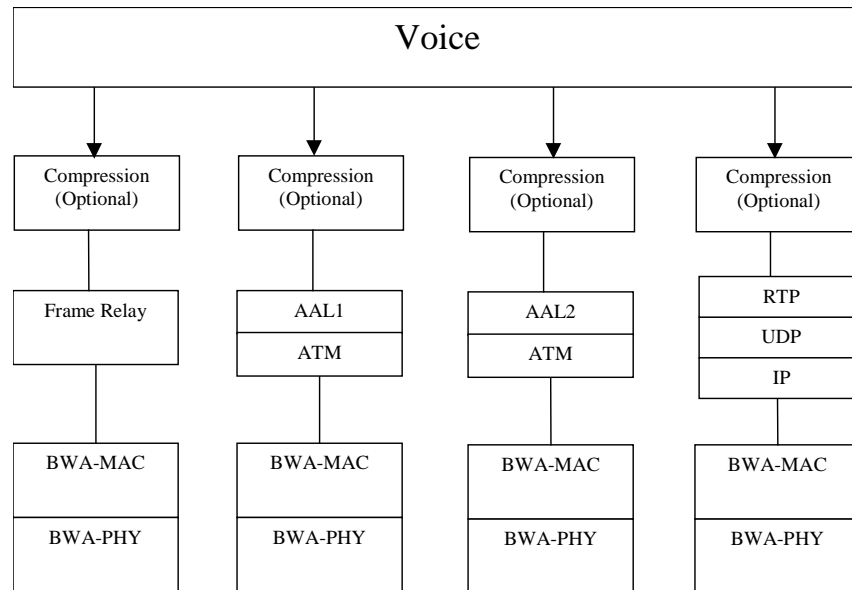 Voice
Compression
(Optional)
Compression
(Optional)
Compression
(Optional)
Compression
(Optional)
Frame Relay
AAL1
ATM
AAL2
ATM
RTP
UDP
IP
BWA-MAC
BWA-PHY
BWA-MAC
BWA-PHY
BWA-MAC
BWA-PHY
BWA-MAC
BWA-PHY